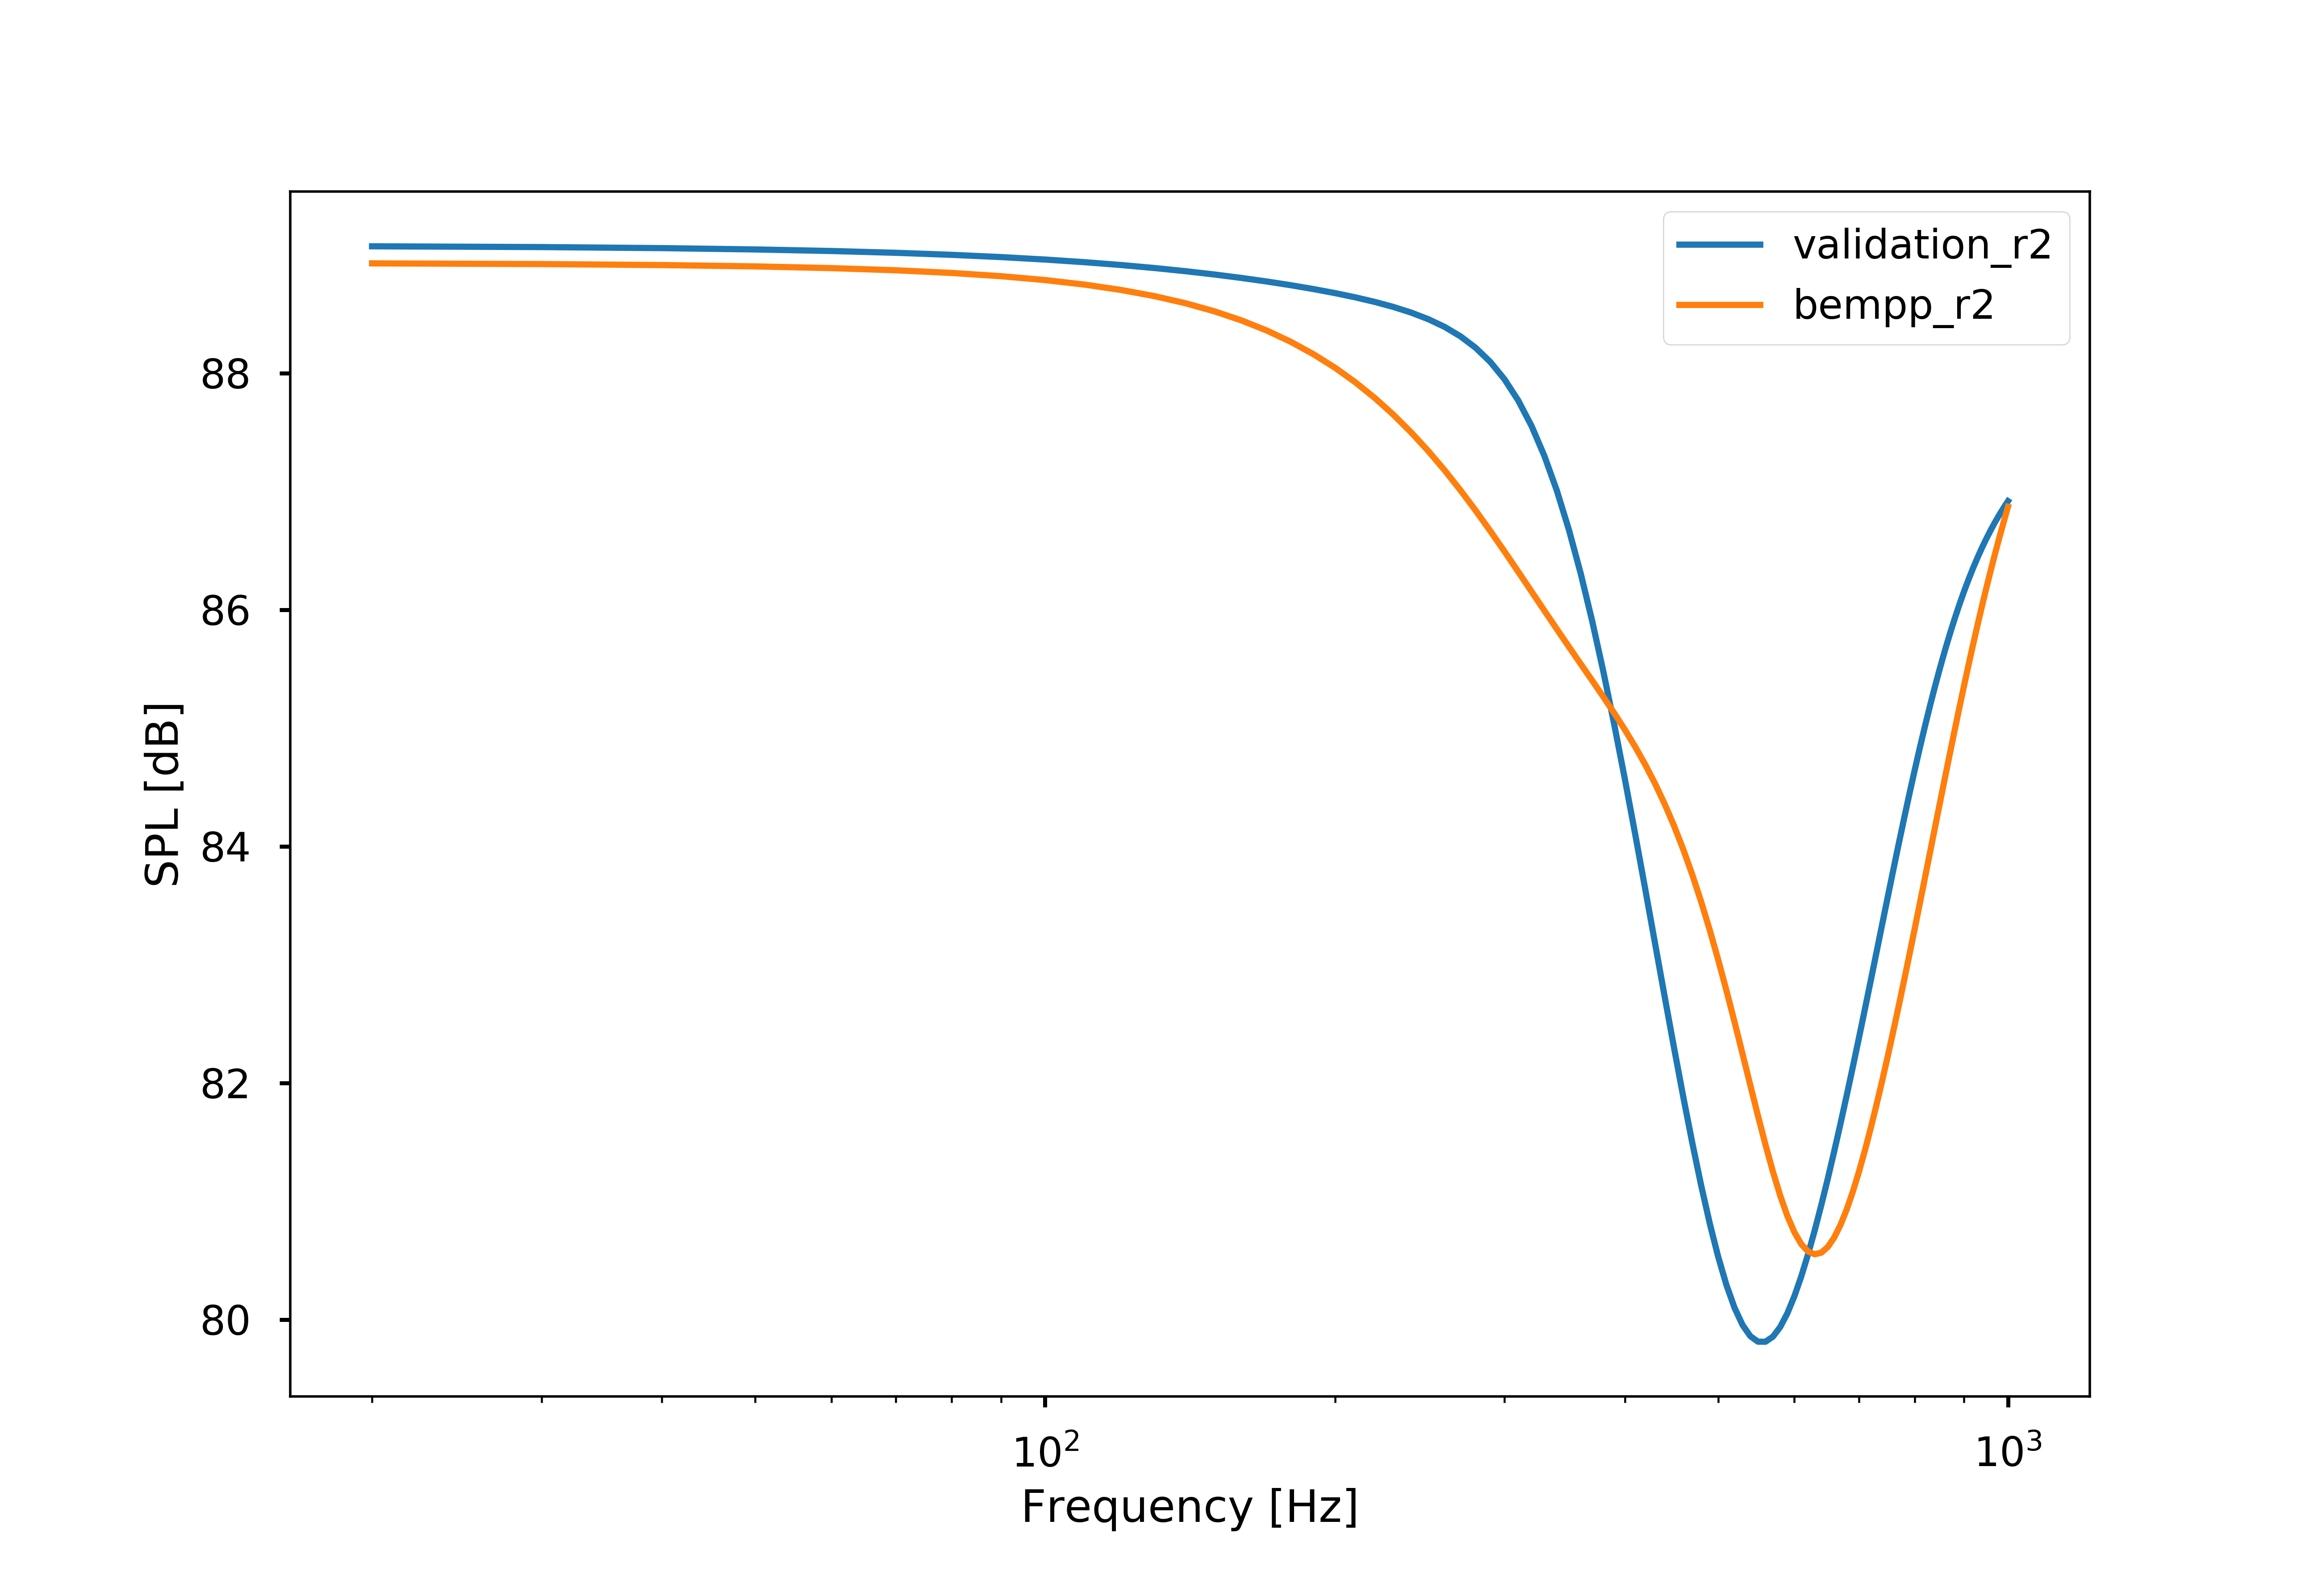 validation_r2
bempp_r2
88
86
84
82
80
SPL [dB]
10²
10³
Frequency [Hz]